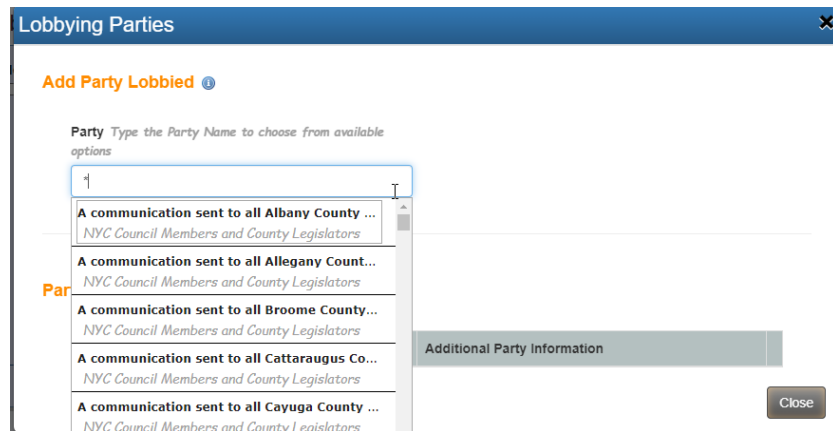 Lobbying Parties
Add Party Lobbied
Party Type the Party Name to choose from available
options
*
A communication sent to all Albany County ...
NYC Council Members and County Legislators
A communication sent to all Allegany Count...
NYC Council Members and County Legislators
Par
A communication sent to all Broome County...
NYC Council Members and County Legislators
Additional Party Information
A communication sent to all Cattaraugus Co...
NYC Council Members and County Legislators
A communication sent to all Cayuga County ...
Close
NYC Council Members and County Legislators